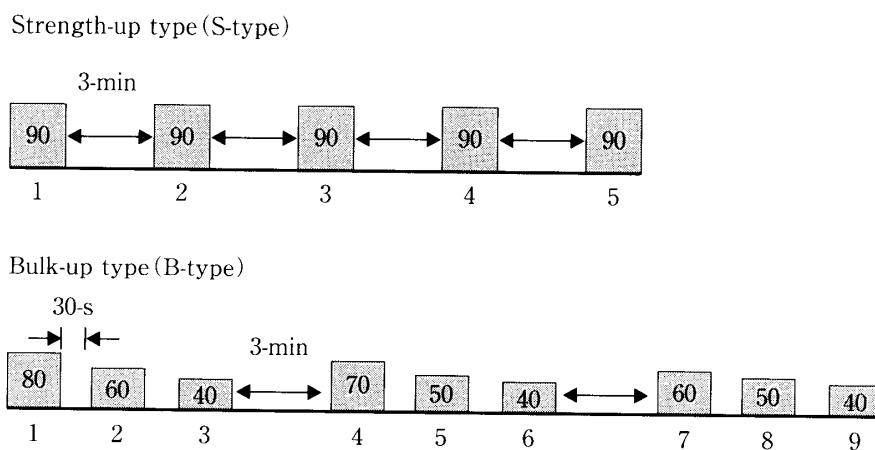 Strength-up type (S-type)
3-min
90 90 90 90 90
1 2 3 4 5
Bulk-up type (B-type)
30-s
3-min
80 60 40 70 50 40 60 50 40
1 2 3 4 5 6 7 8 9